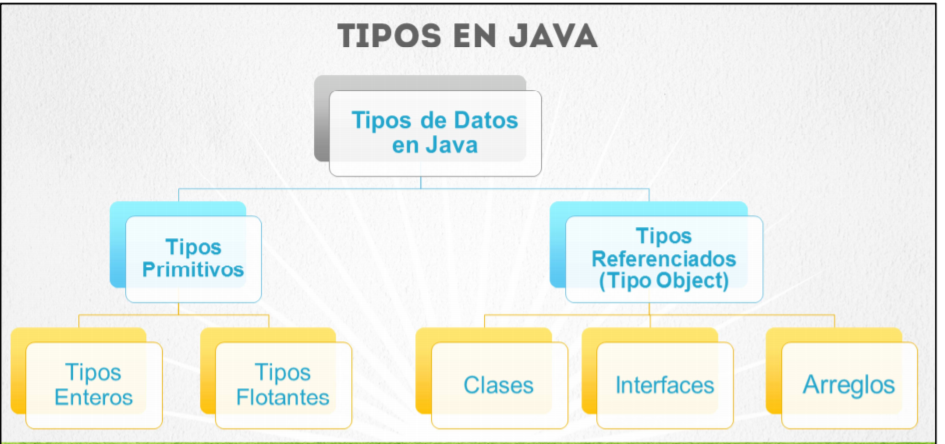 TIPOS EN JAVA
Tipos de Datos
en Java
Tipos
Primitivos
Tipos
Referenciados
(Tipo Object)
Tipos
Enteros
Tipos
Flotantes
Clases
Interfaces
Arreglos